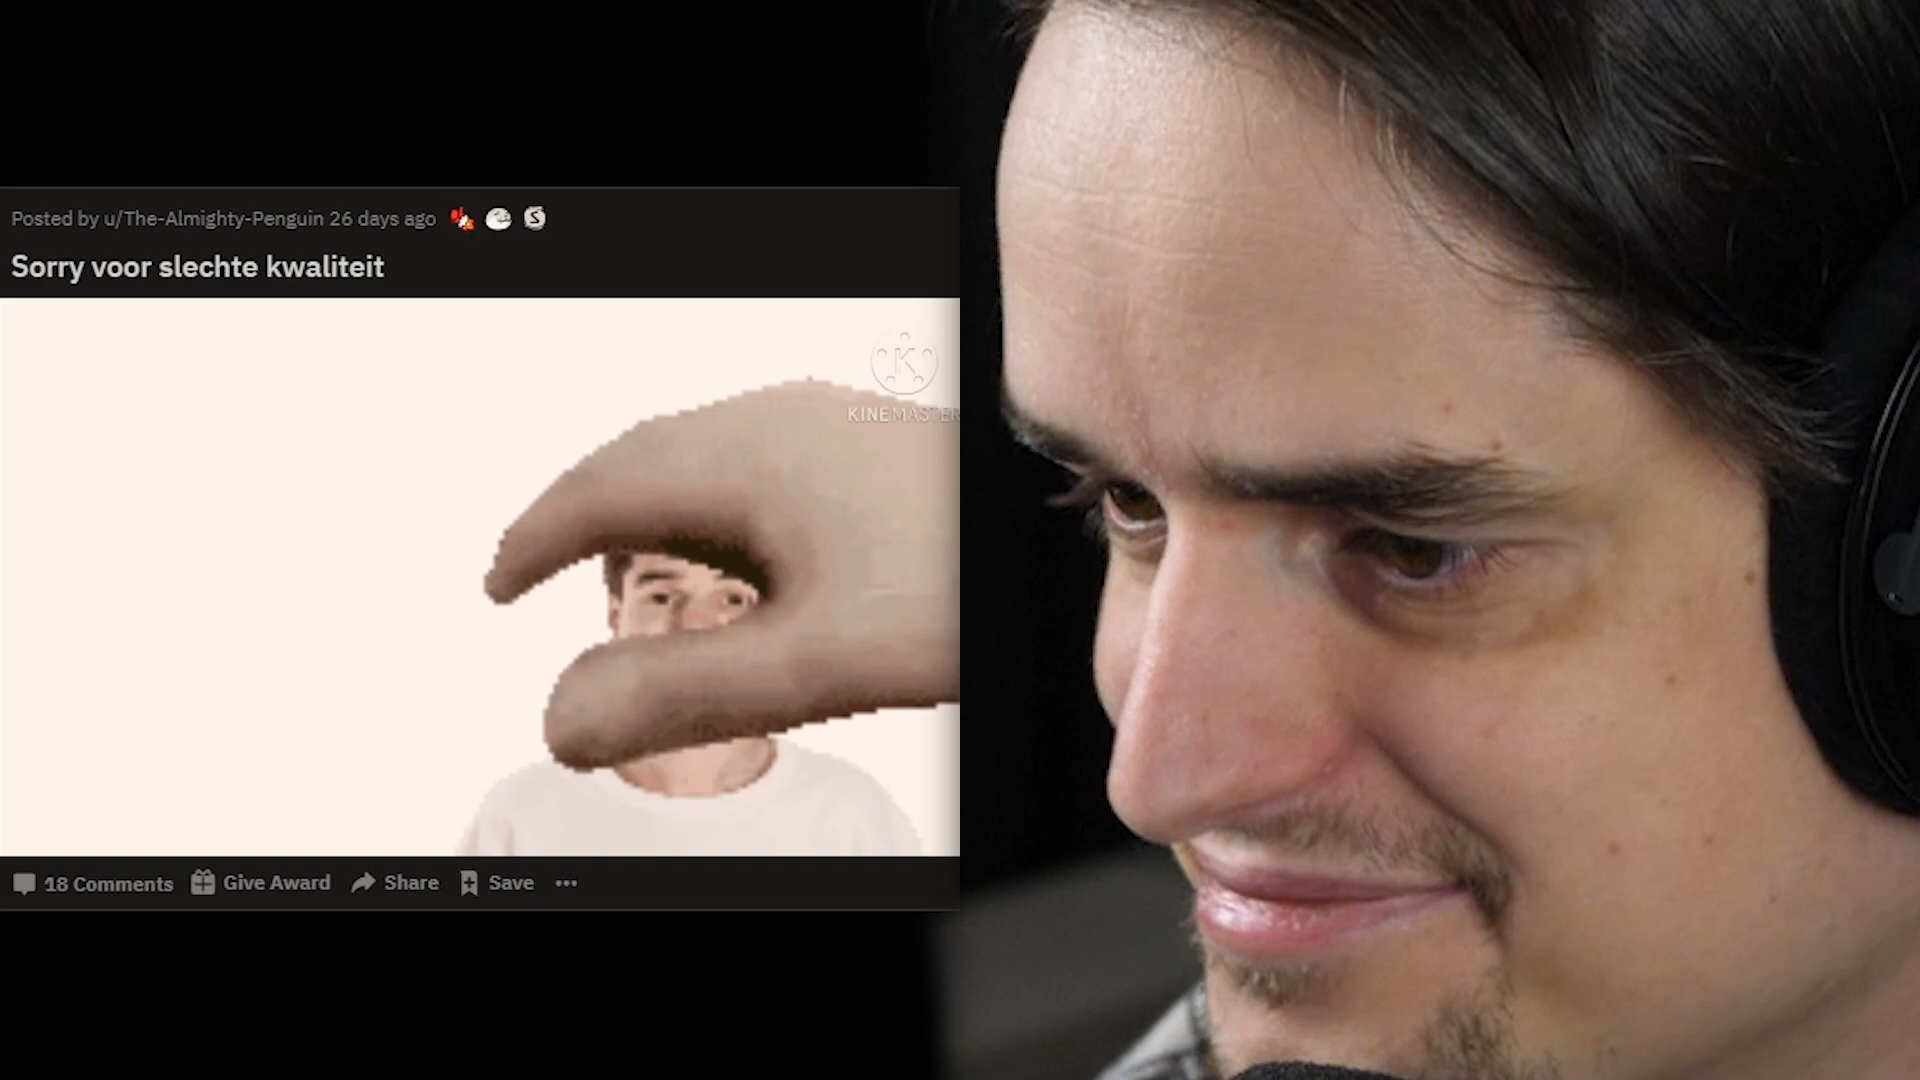 Posted by u/The-Almighty-Penguin 26 days ago
Sorry voor slechte kwaliteit
K
KINEMASTER
18 Comments Give Award Share Save